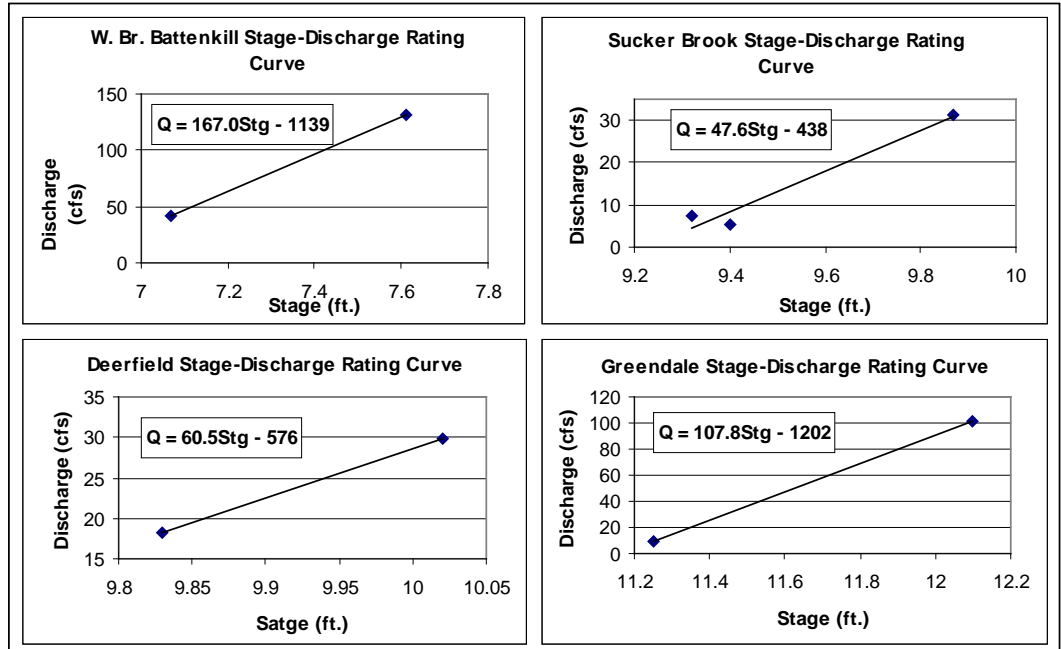 W. Br. Battenkill Stage-Discharge Rating
Curve
150
100
50
0
Q = 167.0Stg - 1139
Discharge
(cfs)
7
7.2
7.4
7.6
7.8
Stage (ft.)
Sucker Brook Stage-Discharge Rating
Curve
30
20
10
0
Q = 47.6Stg - 438
Discharge (cfs)
9.2
9.4
9.6
9.8
10
Stage (ft.)
Deerfield Stage-Discharge Rating Curve
35
30
25
20
15
Q = 60.5Stg - 576
Discharge (cfs)
9.8
9.85
9.9
9.95
10
10.05
Satge (ft.)
Greendale Stage-Discharge Rating Curve
120
100
80
60
40
20
0
Q = 107.8Stg - 1202
Discharge (cfs)
11.2
11.4
11.6
11.8
12
12.2
Stage (ft.)